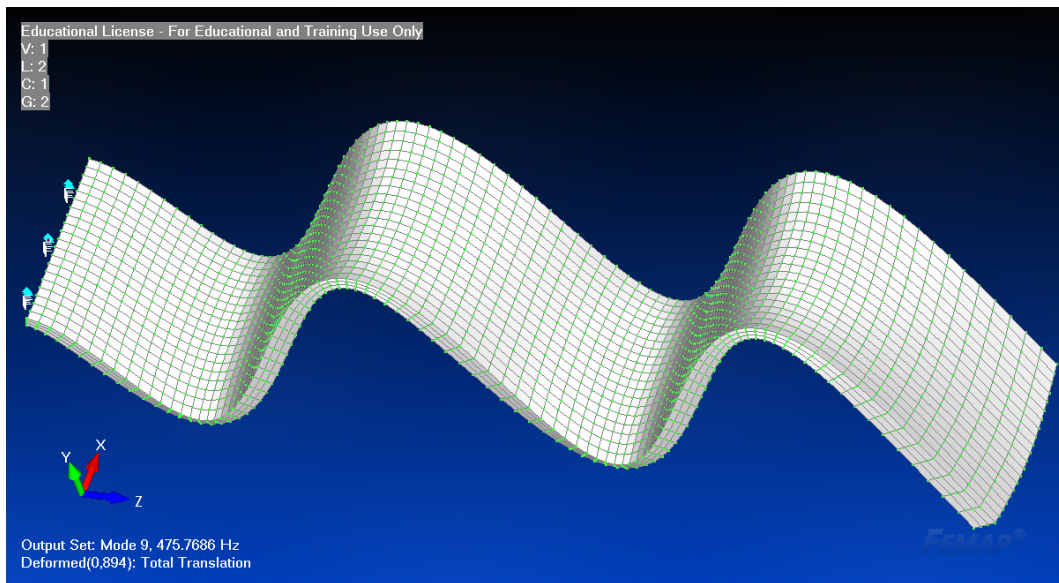 Educational License - For Educational and Training Use Only
V: 1
L: 2
C: 1
G: 2
X
Y
Z
Output Set: Mode 9, 475.7686 Hz
Deformed(0,894): Total Translation
FEMAP®